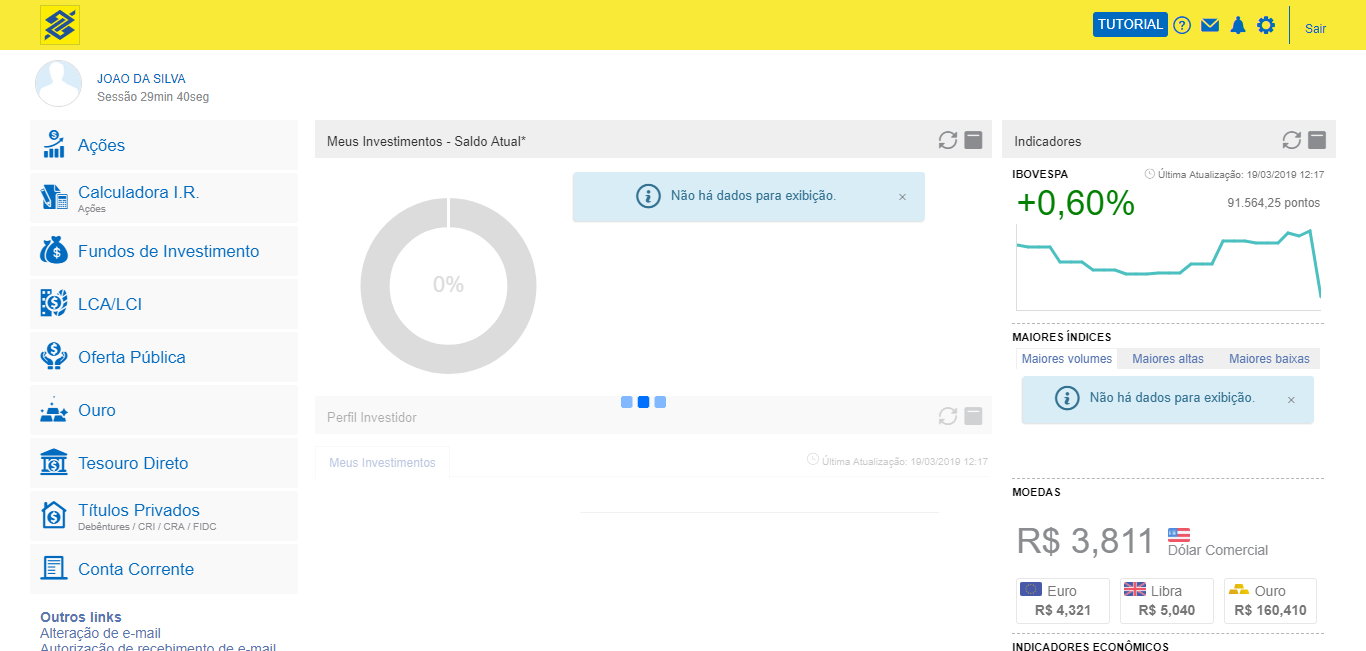 TUTORIAL
?
Sair
JOAO DA SILVA
Sessão 29min 40seg
Ações
Calculadora I.R.
Ações
Fundos de Investimento
LCA/LCI
Oferta Pública
Ouro
Tesouro Direto
Títulos Privados
Debêntures / CRI / CRA / FIDC
Conta Corrente
Outros links
Alteração de e-mail
Autorização de recebimento de e-mail
Meus Investimentos - Saldo Atual*
Não há dados para exibição. ×
0%
Perfil Investidor
Meus Investimentos
Última Atualização: 19/03/2019 12:17
Indicadores
IBOVESPA
Última Atualização: 19/03/2019 12:17
+0,60%
91.564,25 pontos
MAIORES ÍNDICES
Maiores volumes Maiores altas Maiores baixas
Não há dados para exibição. ×
MOEDAS
R$ 3,811
Dólar Comercial
Euro
R$ 4,321
Libra
R$ 5,040
Ouro
R$ 160,410
INDICADORES ECONÔMICOS